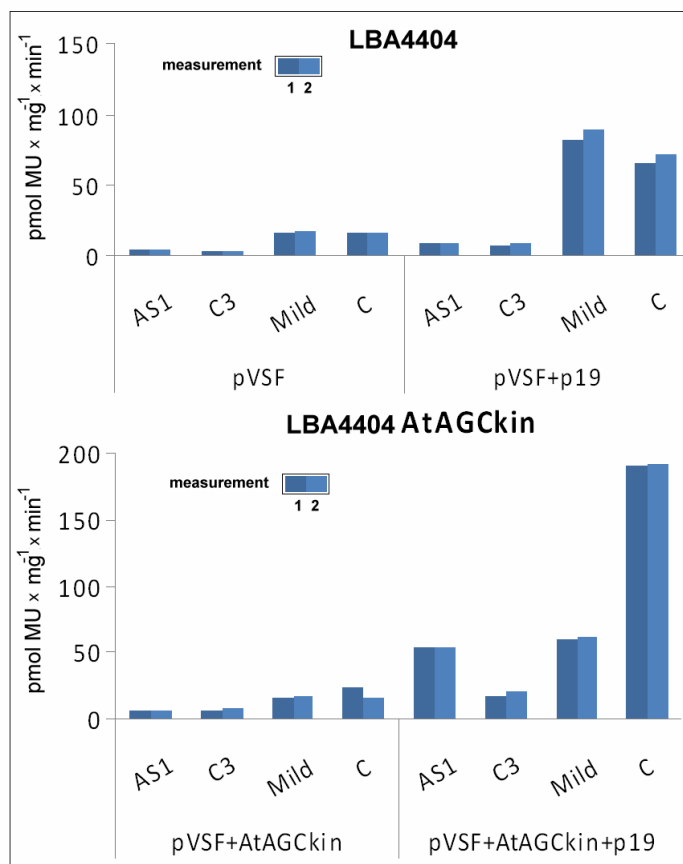 LBA4404
measurement
1 2
pmol MU × mg⁻¹ × min⁻¹
150
100
50
0
AS1 C3 Mild C AS1 C3 Mild C
pVSF pVSF+p19
LBA4404 AtAGCkin
measurement
1 2
pmol MU × mg⁻¹ × min⁻¹
200
150
100
50
0
AS1 C3 Mild C AS1 C3 Mild C
pVSF+AtAGCkin pVSF+AtAGCkin+p19